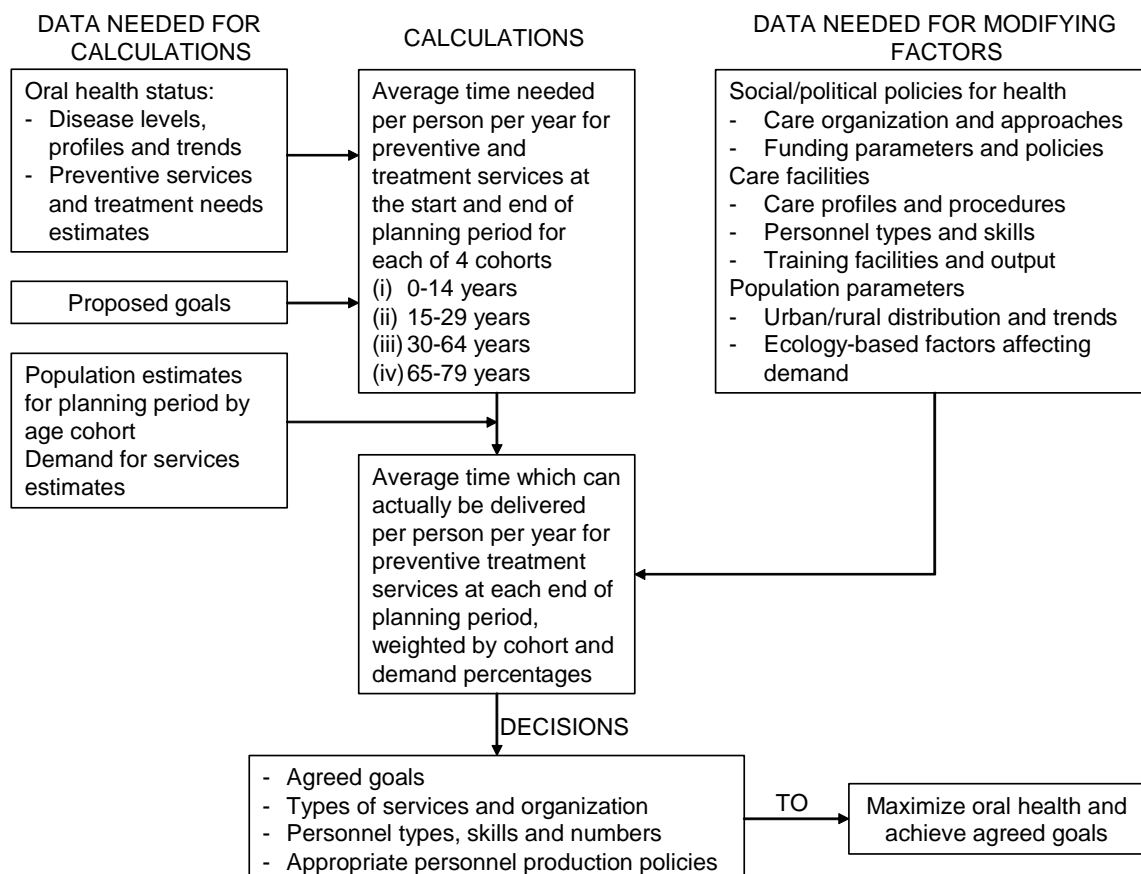 DATA NEEDED FOR
CALCULATIONS
Oral health status:
- Disease levels,
profiles and trends
- Preventive services
and treatment needs
estimates
Proposed goals
Population estimates
for planning period by
age cohort
Demand for services
estimates
CALCULATIONS
Average time needed
per person per year for
preventive and
treatment services at
the start and end of
planning period for
each of 4 cohorts
(i) 0-14 years
(ii) 15-29 years
(iii) 30-64 years
(iv) 65-79 years
Average time which can
actually be delivered
per person per year for
preventive treatment
services at each end of
planning period,
weighted by cohort and
demand percentages
DATA NEEDED FOR MODIFYING
FACTORS
Social/political policies for health
- Care organization and approaches
- Funding parameters and policies
Care facilities
- Care profiles and procedures
- Personnel types and skills
- Training facilities and output
Population parameters
- Urban/rural distribution and trends
- Ecology-based factors affecting
demand
DECISIONS
- Agreed goals
- Types of services and organization
- Personnel types, skills and numbers
- Appropriate personnel production policies
TO
Maximize oral health and
achieve agreed goals